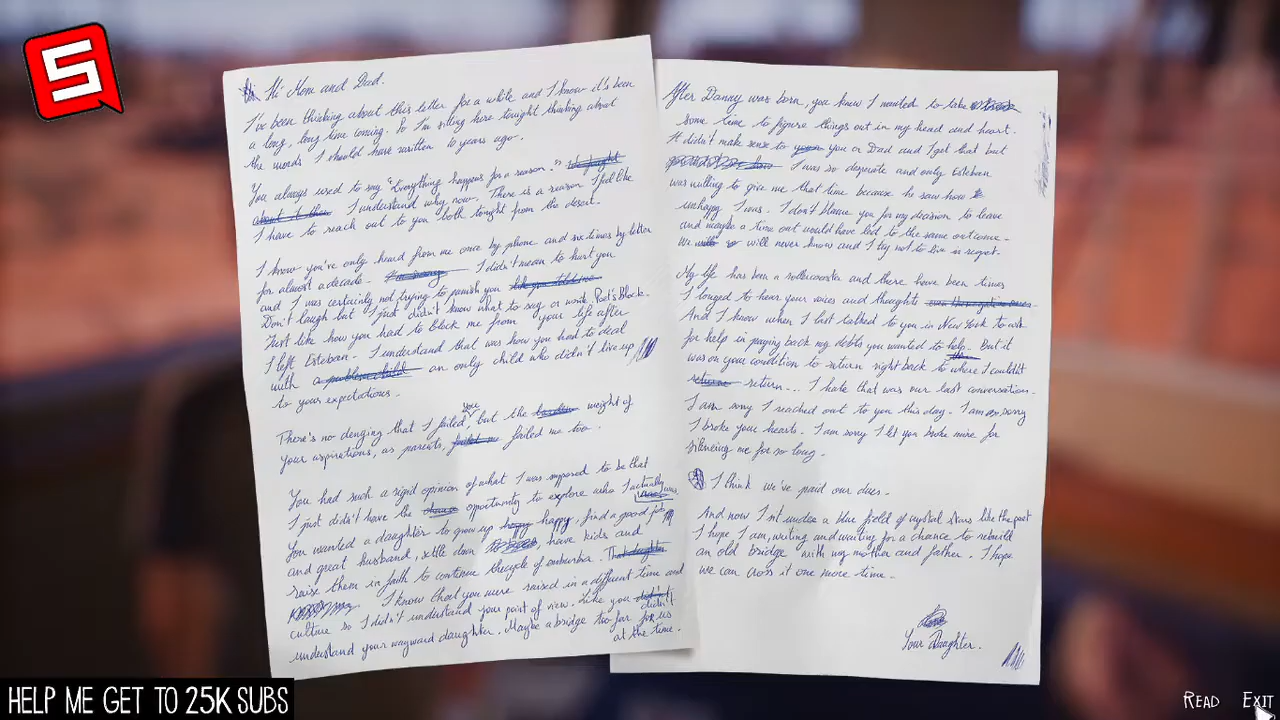 Hi Mom and Dad.
I've been thinking about this letter for a while and I know it's been
a long, long time coming. So I'm sitting here tonight thinking about
the words I should have written 10 years ago.
You always used to say "Everything happens for a reason."
I understand why now. There is a reason I feel like
I have to reach out to you both tonight from the desert.
I know you've only heard from me once by phone and six times by letter
for almost a decade. I didn't mean to hurt you
and I was certainly not trying to punish you
Don't laugh but I just didn't know what to say or write. Poet's Block.
Just like how you had to block me from your life after
I left Esteban. I understand that was how you had to deal
with a problem child an only child who didn't live up
to your expectations.
There's no denying that I failed you, but the burden weight of
your aspirations, as parents, failed me failed me too.
You had such a rigid opinion of what I was supposed to be that
I just didn't have the chance opportunity to explore who I actually was.
You wanted a daughter to grow up happy happy, find a good job
and great husband, settle down have kids and
raise them in faith to continue the cycle of suburbia. That daughter
I know that you were raised in a different time and
culture so I didn't understand your point of view. Like you didn't didn't
understand your wayward daughter. Maybe a bridge too far for us
at the time.
After Danny was born, you knew I needed to take
some time to figure things out in my head and heart.
It didn't make sense to you or Dad and I get that but
I was so desperate and only Esteban
was willing to give me that time because he saw how
unhappy I was. I don't blame you for my decision to leave
and maybe a time out would have led to the same outcome.
We will never know and I try not to live in regret.
My life has been a rollercoaster and there have been times
I longed to hear your voices and thoughts
And I know when I last talked to you in New York to ask
for help in paying back my debts you wanted to help. But it
was on your condition to return right back to where I couldn't
return return... I hate that was our last conversation.
I am sorry I reached out to you this day. I am so sorry
I broke your hearts. I am sorry I let you broke mine for
silencing me for so long.
I think we've paid our dues.
And now I sit under a blue field of crystal stars like the poet
I hope I am, writing and waiting for a chance to rebuild
an old bridge with my mother and father. I hope
we can cross it one more time.
Your Daughter.
HELP ME GET TO 25K SUBS
READ EXIT